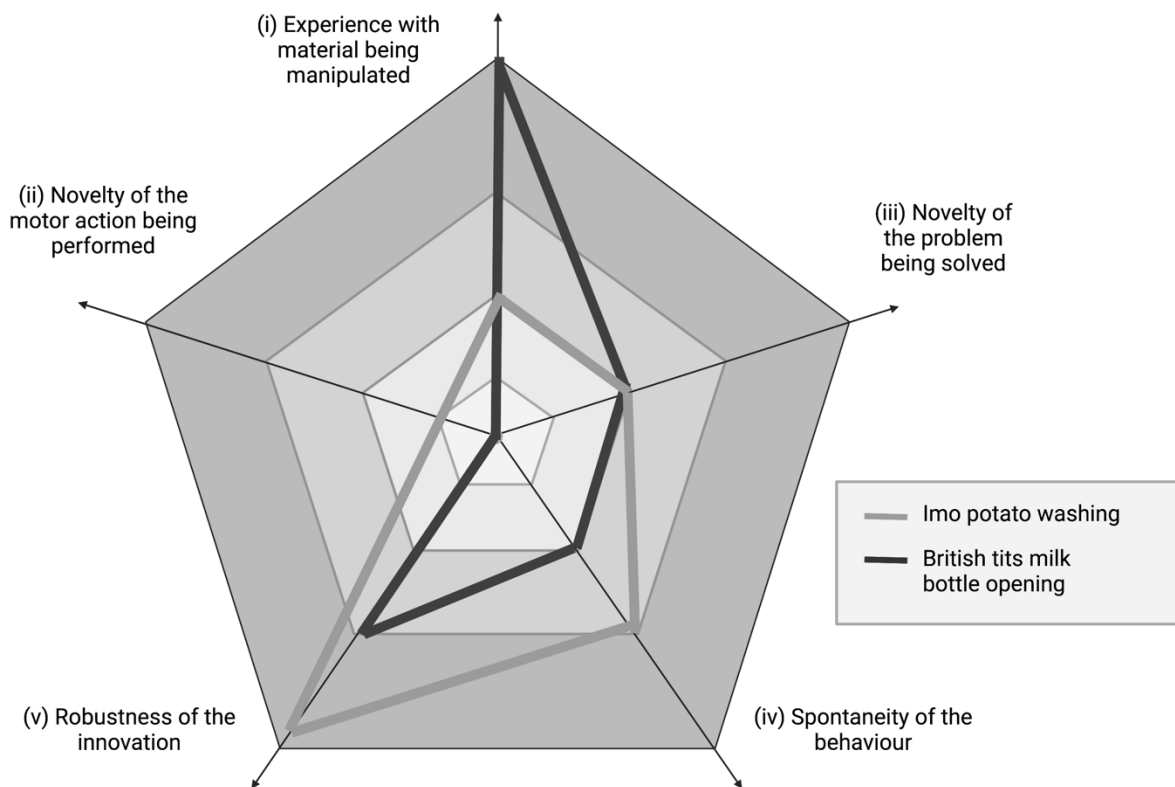 (i) Experience with
material being
manipulated
(ii) Novelty of the
motor action being
performed
(iii) Novelty of
the problem
being solved
Imo potato washing
British tits milk
bottle opening
(v) Robustness of the
innovation
(iv) Spontaneity of the
behaviour